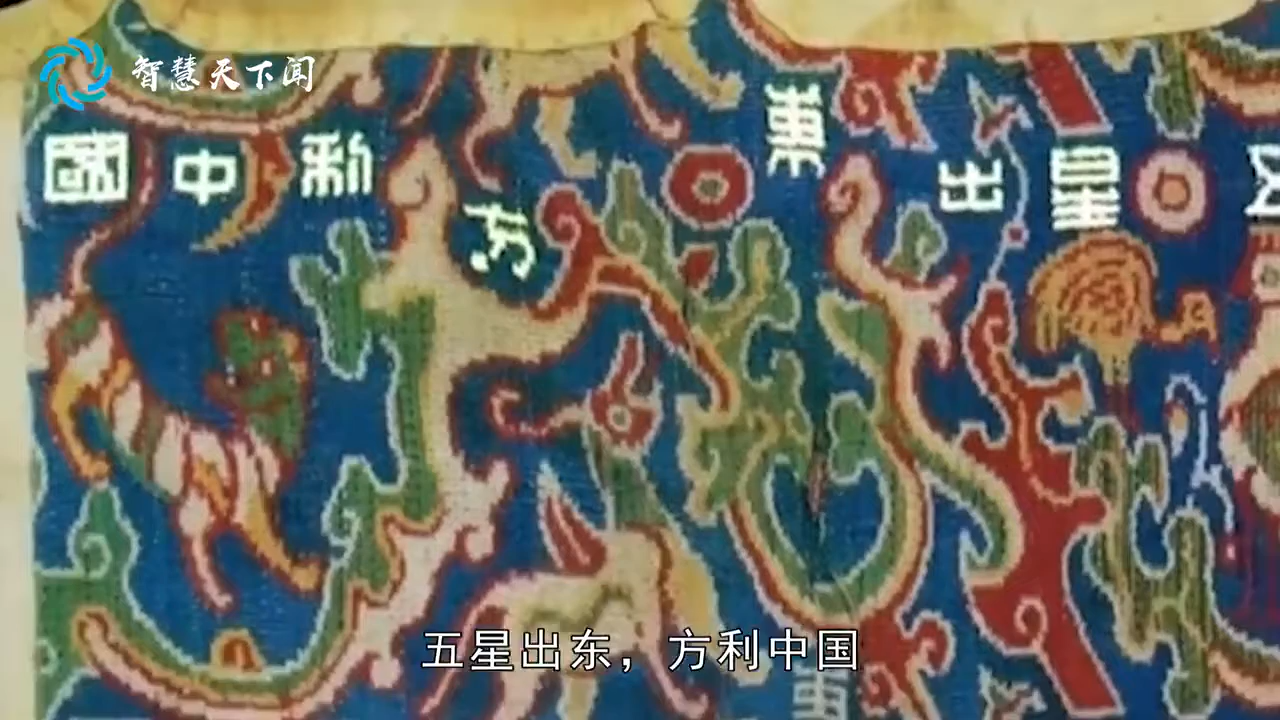 智慧天下闻
星出東方利中國
五星出东，方利中国